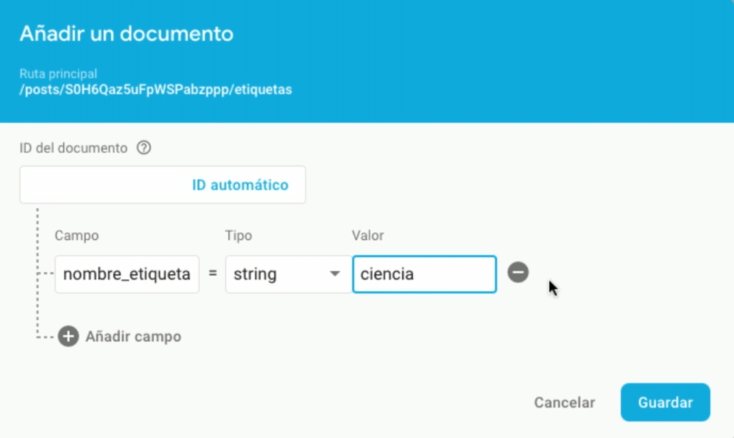 Añadir un documento
Ruta principal
/posts/S0H6Qaz5uFpWSPabzppp/etiquetas
ID del documento ?
ID automático
Campo Tipo Valor
nombre_etiqueta = string ciencia
Añadir campo
Cancelar Guardar